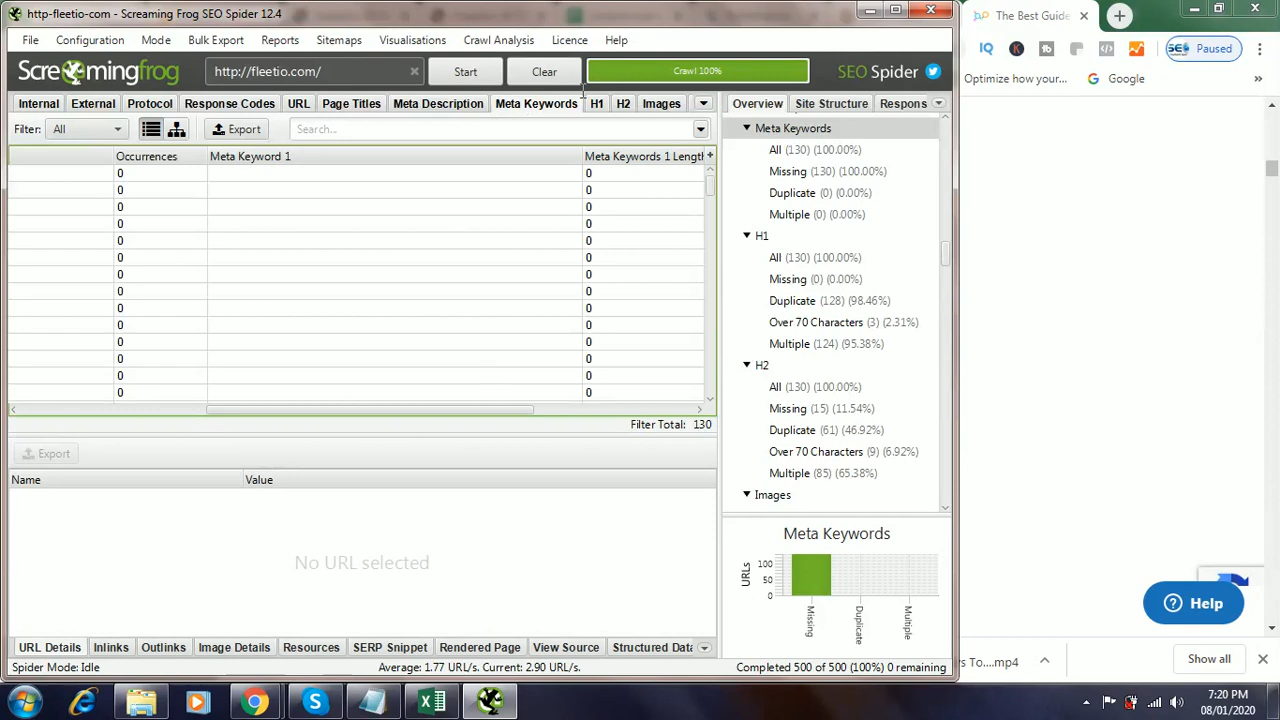 http-fleetio-com - Screaming Frog SEO Spider 12.4
File Configuration Mode Bulk Export Reports Sitemaps Visualisations Crawl Analysis Licence Help
Screamingfrog http://fleetio.com/ Start Clear Crawl 100% SEO Spider
Internal External Protocol Response Codes URL Page Titles Meta Description Meta Keywords H1 H2 Images
Filter: All Export Search...
Occurrences Meta Keyword 1 Meta Keywords 1 Lengt
0 0
0 0
0 0
0 0
0 0
0 0
0 0
0 0
0 0
0 0
0 0
0 0
0 0
0 0
Filter Total: 130
Export
Name Value
No URL selected
URL Details Inlinks Outlinks Image Details Resources SERP Snippet Rendered Page View Source Structured Data
Spider Mode: Idle Average: 1.77 URL/s. Current: 2.90 URL/s. Completed 500 of 500 (100%) 0 remaining
Overview Site Structure Respons
Meta Keywords
All (130) (100.00%)
Missing (130) (100.00%)
Duplicate (0) (0.00%)
Multiple (0) (0.00%)
H1
All (130) (100.00%)
Missing (0) (0.00%)
Duplicate (128) (98.46%)
Over 70 Characters (3) (2.31%)
Multiple (124) (95.38%)
H2
All (130) (100.00%)
Missing (15) (11.54%)
Duplicate (61) (46.92%)
Over 70 Characters (9) (6.92%)
Multiple (85) (65.38%)
Images
Meta Keywords
URLs
100
50
0
Missing Duplicate Multiple
The Best Guide
IQ K SEO Paused
Optimize how your... Google
Help
s To....mp4 Show all
7:20 PM
08/01/2020